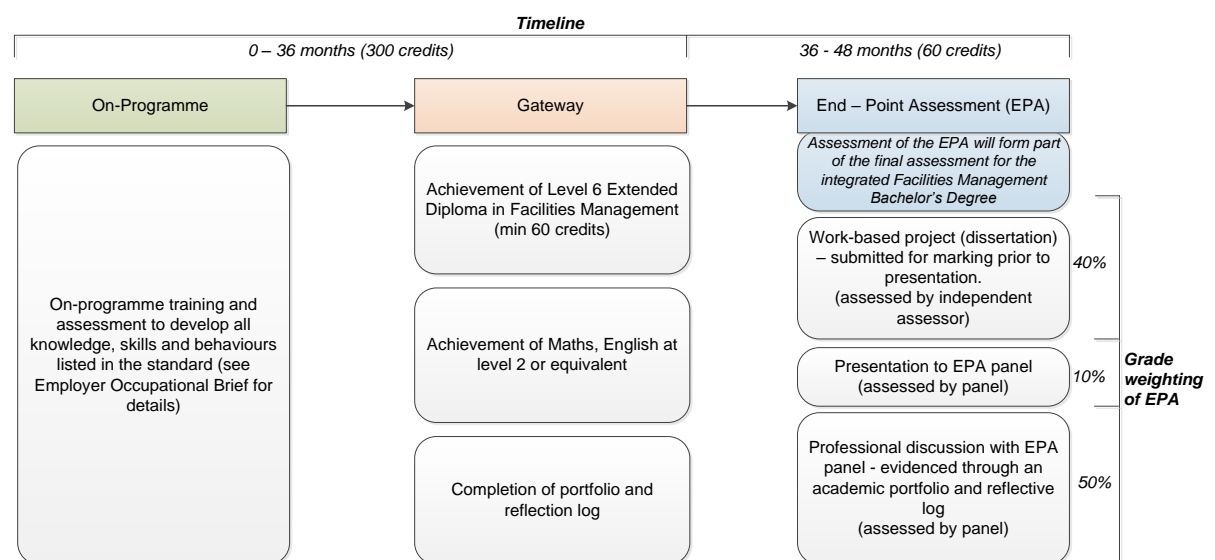 Timeline
0 – 36 months (300 credits)
36 - 48 months (60 credits)
On-Programme
Gateway
End – Point Assessment (EPA)
On-programme training and
assessment to develop all
knowledge, skills and behaviours
listed in the standard (see
Employer Occupational Brief for
details)
Achievement of Level 6 Extended
Diploma in Facilities Management
(min 60 credits)
Achievement of Maths, English at
level 2 or equivalent
Completion of portfolio and
reflection log
Assessment of the EPA will form part
of the final assessment for the
integrated Facilities Management
Bachelor’s Degree
Work-based project (dissertation)
– submitted for marking prior to
presentation.
(assessed by independent
assessor)
40%
Presentation to EPA panel
(assessed by panel)
10%
Professional discussion with EPA
panel - evidenced through an
academic portfolio and reflective
log
(assessed by panel)
50%
Grade
weighting
of EPA